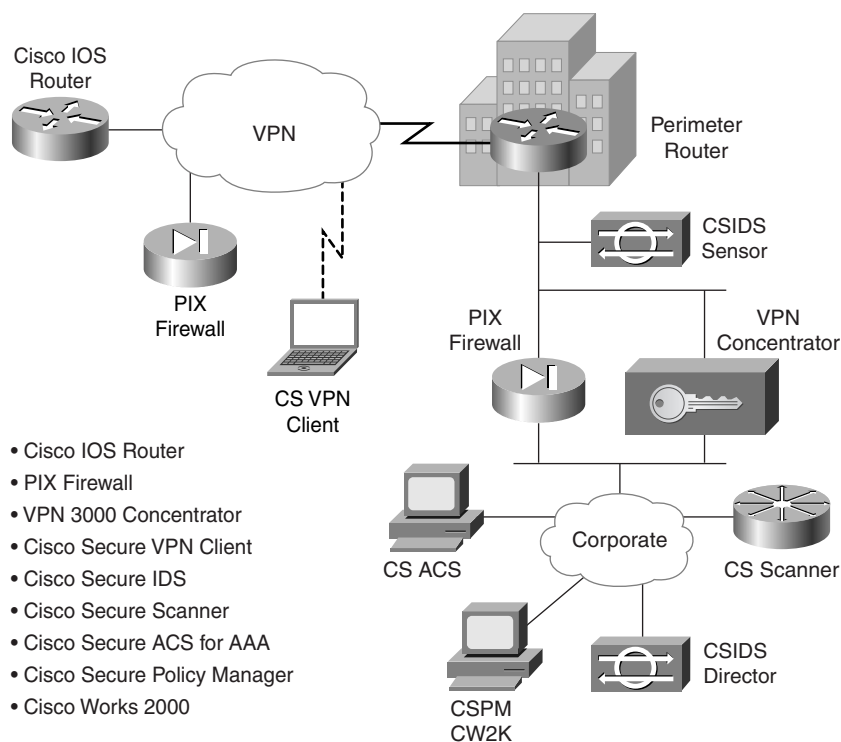 Cisco IOS
Router
VPN
Perimeter
Router
CSIDS
Sensor
PIX
Firewall
CS VPN
Client
PIX
Firewall
VPN
Concentrator
• Cisco IOS Router
• PIX Firewall
• VPN 3000 Concentrator
• Cisco Secure VPN Client
• Cisco Secure IDS
• Cisco Secure Scanner
• Cisco Secure ACS for AAA
• Cisco Secure Policy Manager
• Cisco Works 2000
CS ACS
Corporate
CS Scanner
CSPM
CW2K
CSIDS
Director